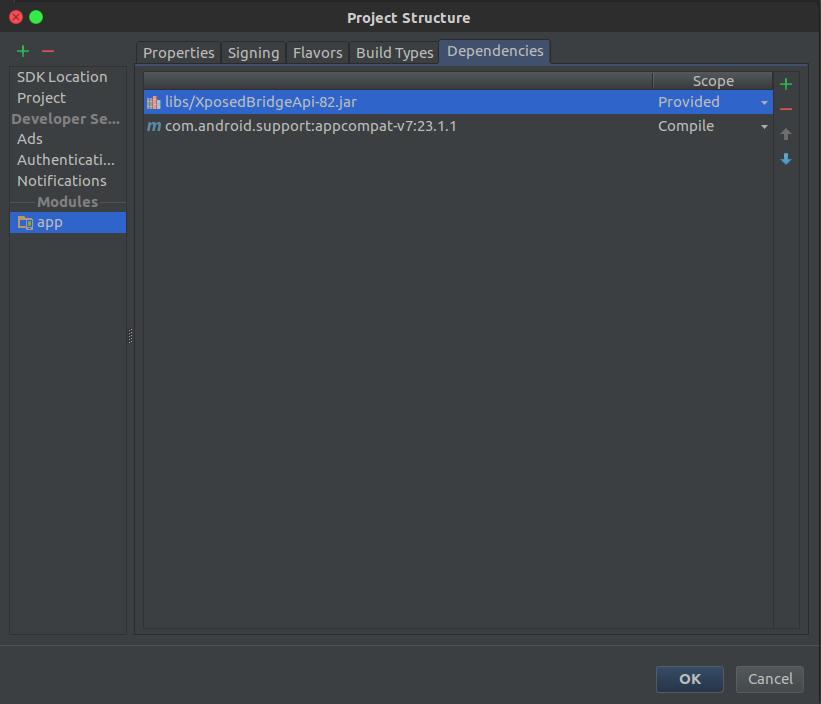 Project Structure
Properties Signing Flavors Build Types Dependencies
SDK Location
Project
Developer Se...
Ads
Authenticati...
Notifications
Modules
app
Scope
libs/XposedBridgeApi-82.jar Provided
m com.android.support:appcompat-v7:23.1.1 Compile
OK Cancel